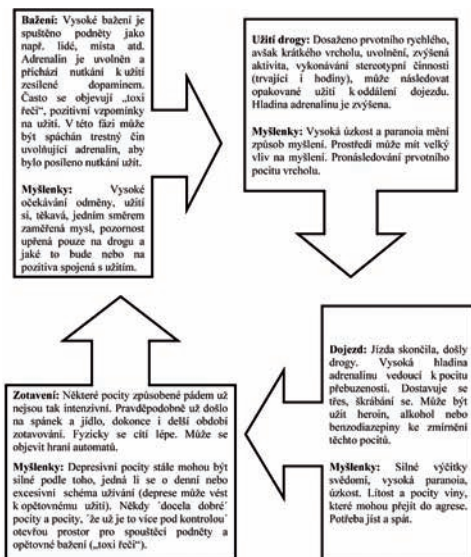 Bažení: Vysoké bažení je
spuštěno podněty jako
např. lidé, místa atd.
Adrenalin je uvolněn a
přichází nutkání k užití
zesílené dopaminem.
Často se objevují „toxi
řeči“, pozitivní vzpomínky
na užití. V této fázi může
být spáchán trestný čin
uvolňující adrenalin, aby
bylo posíleno nutkání užít.
Myšlenky: Vysoké
očekávání odměny, užití
si, těkavá, jedním směrem
zaměřená mysl, pozornost
upřená pouze na drogu a
jaké to bude nebo na
pozitiva spojená s užitím.
Užití drogy: Dosaženo prvotního rychlého,
avšak krátkého vrcholu, uvolnění, zvýšená
aktivita, vykonávání stereotypní činnosti
(trvající i hodiny), může následovat
opakované užití k oddálení dojezdu.
Hladina adrenalinu je zvýšena.
Myšlenky: Vysoká úzkost a paranoia mění
způsob myšlení. Prostředí může mít velký
vliv na myšlení. Pronásledování prvotního
pocitu vrcholu.
Dojezd: Jízda skončila, došly
drogy. Vysoká hladina
adrenalinu vedoucí k pocitu
přebuzenosti. Dostavuje se
třes, škrábání se. Může být
užit heroin, alkohol nebo
benzodiazepiny ke zmírnění
těchto pocitů.
Myšlenky: Silné výčitky
svědomí, vysoká paranoia,
úzkost. Lítost a pocity viny,
které mohou přejít do agrese.
Potřeba jíst a spát.
Zotavení: Některé pocity způsobené pádem už
nejsou tak intenzivní. Pravděpodobně už došlo
na spánek a jídlo, dokonce i delší období
zotavování. Fyzicky se cítí lépe. Může se
objevit hraní automatů.
Myšlenky: Depresivní pocity stále mohou být
silné podle toho, jedná li se o denní nebo
excesivní schéma užívání (deprese může vést
k opětovnému užití). Někdy ´docela dobré´
pocity a pocity, ´že už je to více pod kontrolou´
otevřou prostor pro spouštěcí podněty a
opětovné bažení („toxi řeči“).